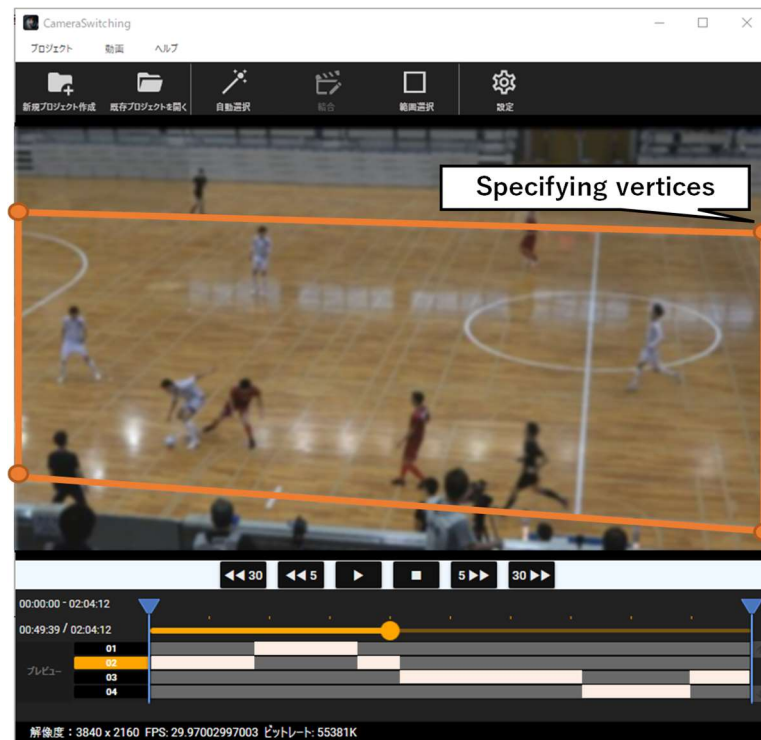 CameraSwitching
プロジェクト 動画 ヘルプ
新規プロジェクト作成 既存プロジェクトを開く 自動選択 結合 範囲選択 設定
Specifying vertices
◀◀ 30 ◀◀ 5 ▶ ■ 5 ▶▶ 30 ▶▶
00:00:00 - 02:04:12
00:49:39 / 02:04:12
01
プレビュー 02
03
04
解像度：3840 x 2160 FPS: 29.97002997003 ビットレート: 55381K